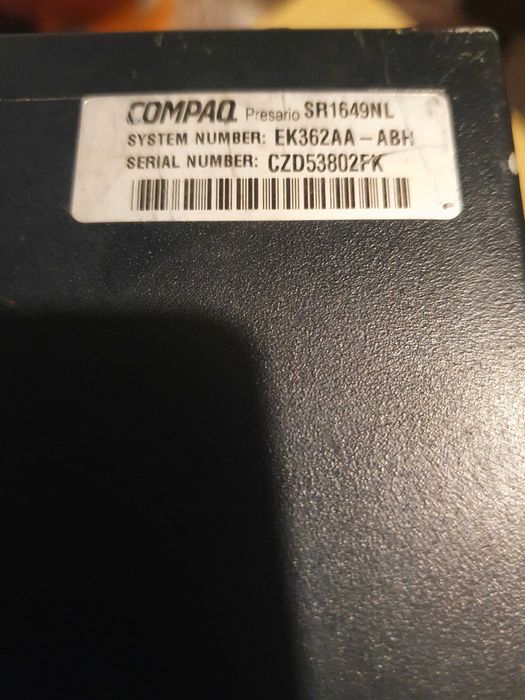 COMPAQ Presario SR1649NL
SYSTEM NUMBER: EK362AA-ABH
SERIAL NUMBER: CZD53802FK